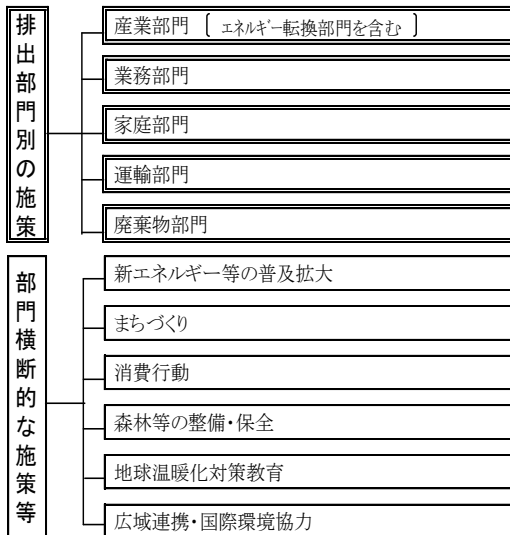 排出部門別の施策
産業部門 〔 エネルギー転換部門を含む 〕
業務部門
家庭部門
運輸部門
廃棄物部門
部門横断的な施策等
新エネルギー等の普及拡大
まちづくり
消費行動
森林等の整備・保全
地球温暖化対策教育
広域連携・国際環境協力